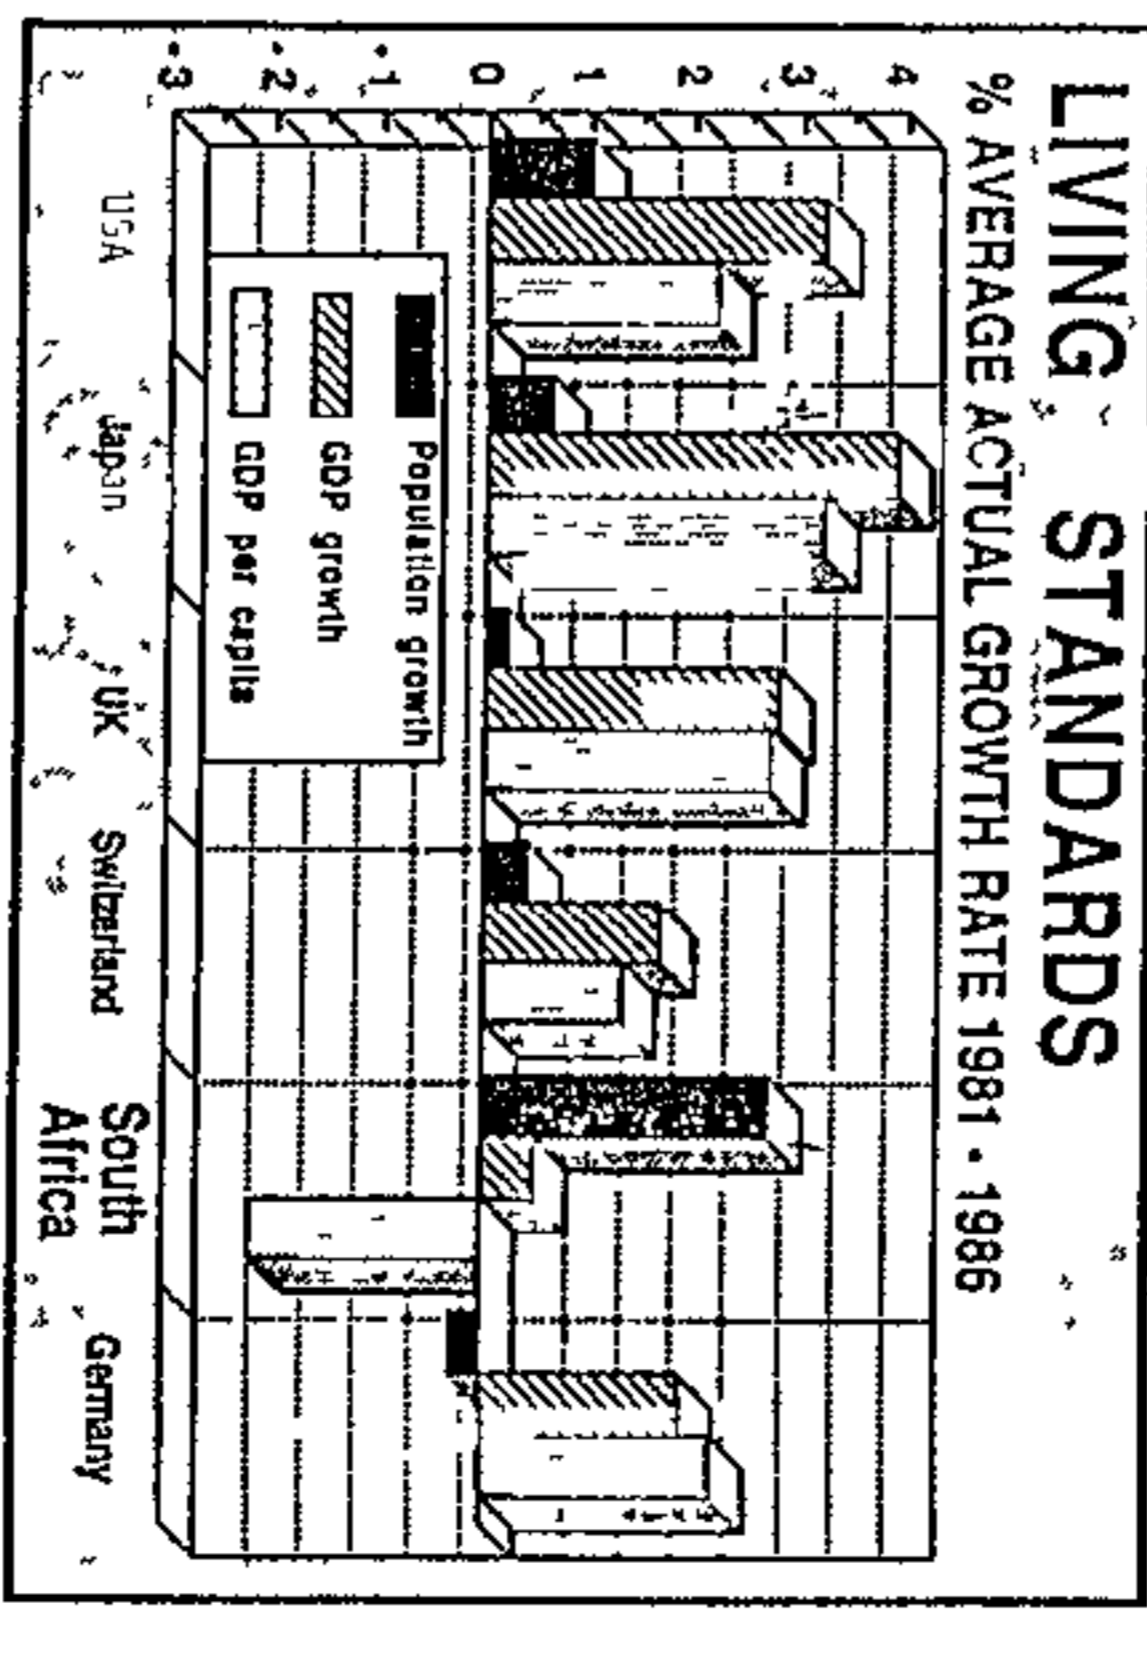 LIVING STANDARDS
% AVERAGE ACTUAL GROWTH RATE 1981 - 1986
4
3
2
1
0
-1
-2
-3
Population growth
GDP growth
GDP per capita
USA
Japan
UK
Switzerland
South
Africa
Germany